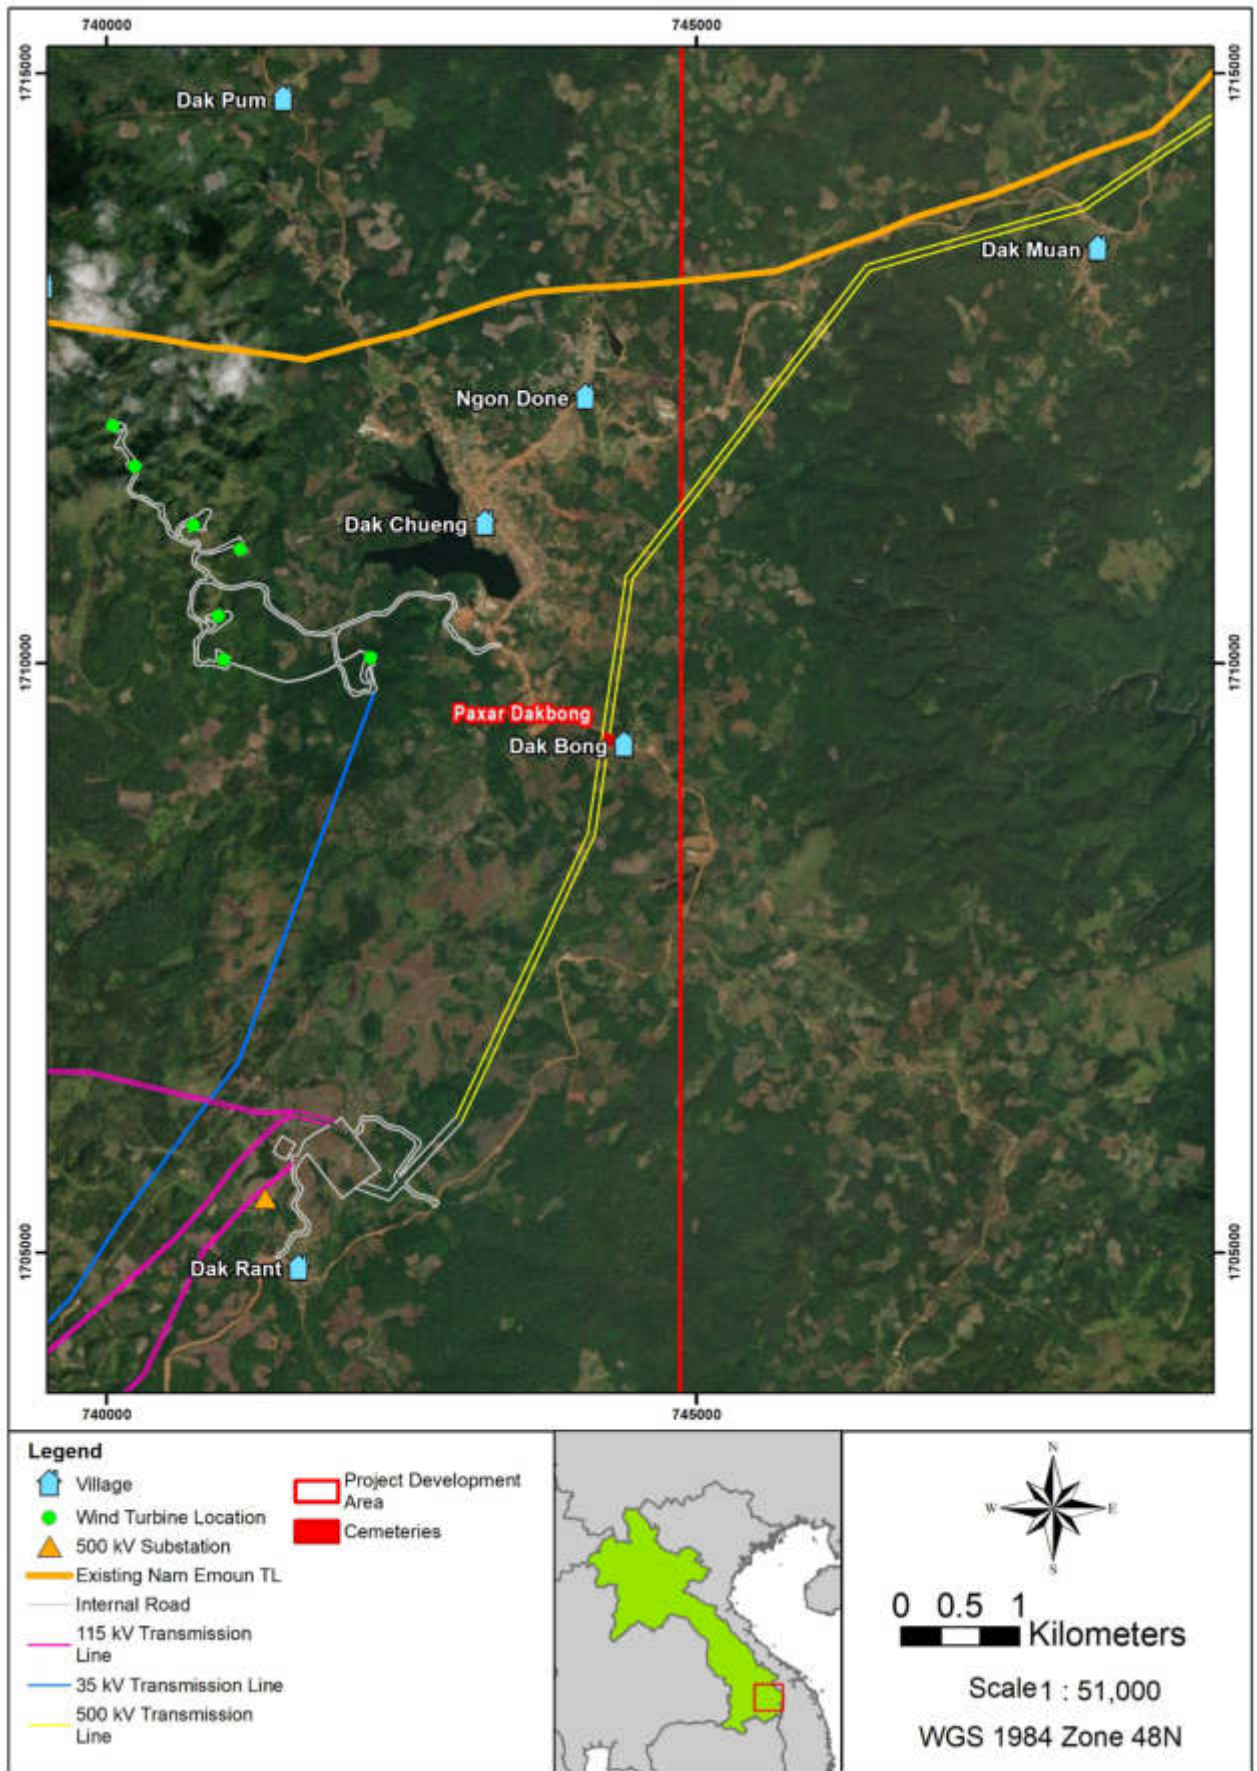 740000
745000
1715000
1715000
Dak Pum
Dak Muan
Ngon Done
Dak Chueng
1710000
1710000
Paxar Dakbong
Dak Bong
1705000
1705000
Dak Rant
740000
745000
Legend
Village
Wind Turbine Location
500 kV Substation
Existing Nam Emoun TL
Internal Road
115 kV Transmission
Line
35 kV Transmission Line
500 kV Transmission
Line
Project Development
Area
Cemeteries
N
W
E
S
0 0.5 1
Kilometers
Scale 1 : 51,000
WGS 1984 Zone 48N